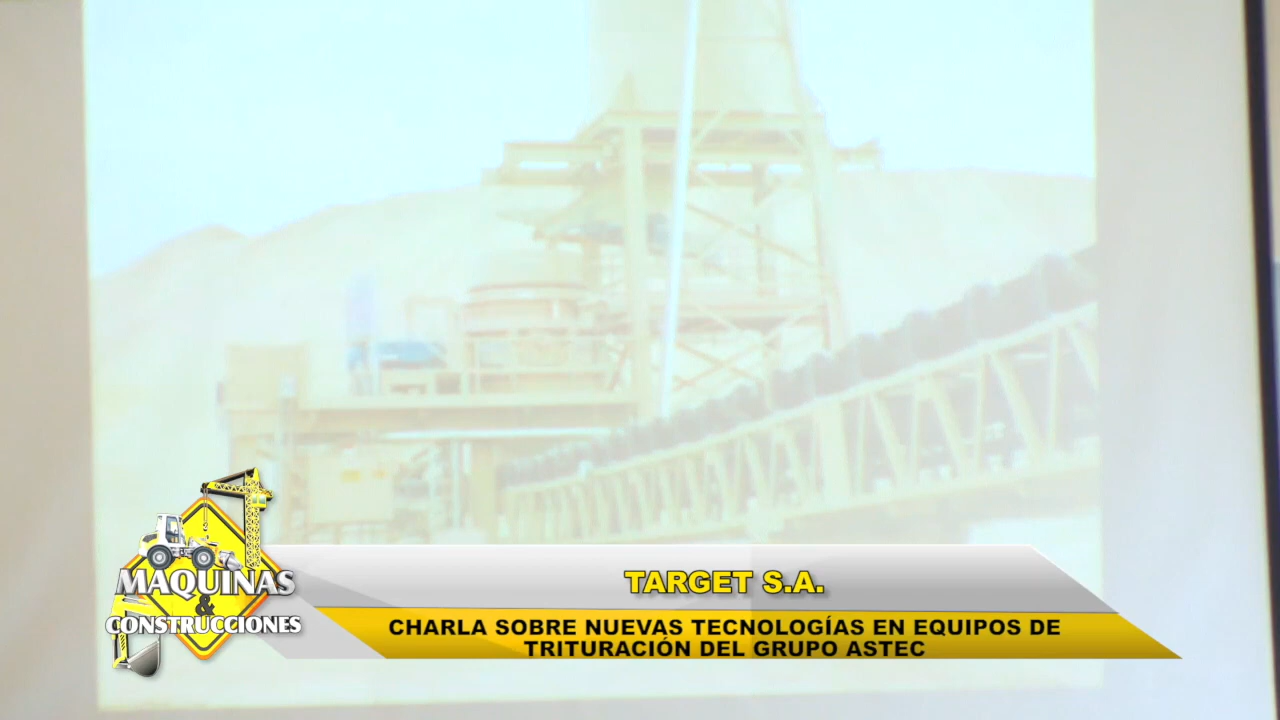 TARGET S.A.
MAQUINAS
&
CONSTRUCCIONES
CHARLA SOBRE NUEVAS TECNOLOGÍAS EN EQUIPOS DE
TRITURACIÓN DEL GRUPO ASTEC